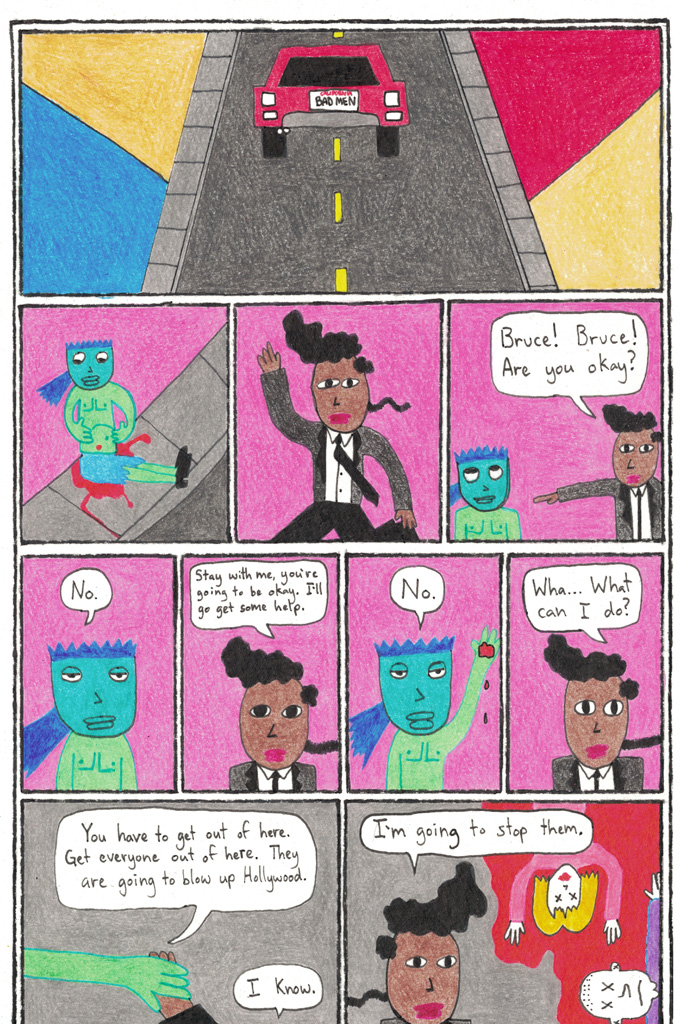 CALIFORNIA
BAD MEN
Bruce! Bruce!
Are you okay?
No.
Stay with me, you're
going to be okay. I'll
go get some help.
No.
Wha... What
can I do?
You have to get out of here.
Get everyone out of here. They
are going to blow up Hollywood.
I know.
I'm going to stop them.